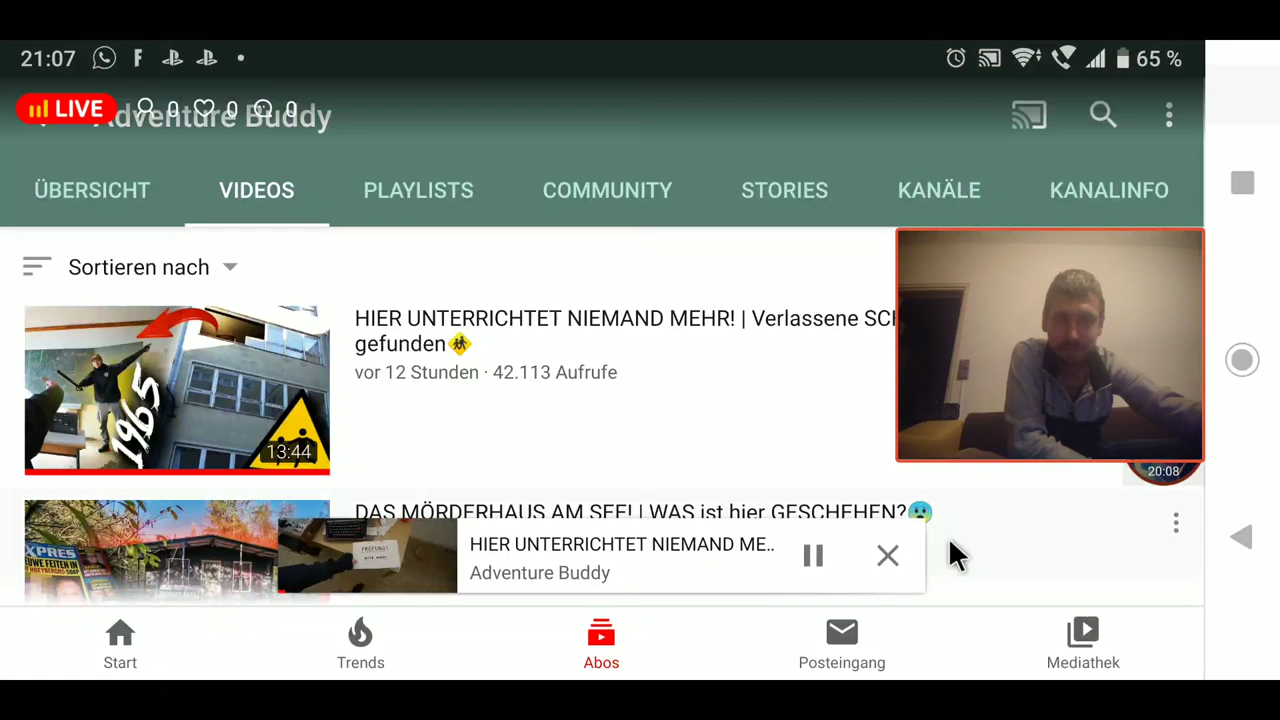 21:07
65 %
LIVE 0 0 0
Adventure Buddy
ÜBERSICHT VIDEOS PLAYLISTS COMMUNITY STORIES KANÄLE KANALINFO
Sortieren nach
HIER UNTERRICHTET NIEMAND MEHR! | Verlassene
gefunden
vor 12 Stunden · 42.113 Aufrufe
1965
13:44
20:08
DAS MÖRDERHAUS AM SEE! | WAS ist hier GESCHEHEN?
HIER UNTERRICHTET NIEMAND ME..
Adventure Buddy
Start Trends Abos Posteingang Mediathek